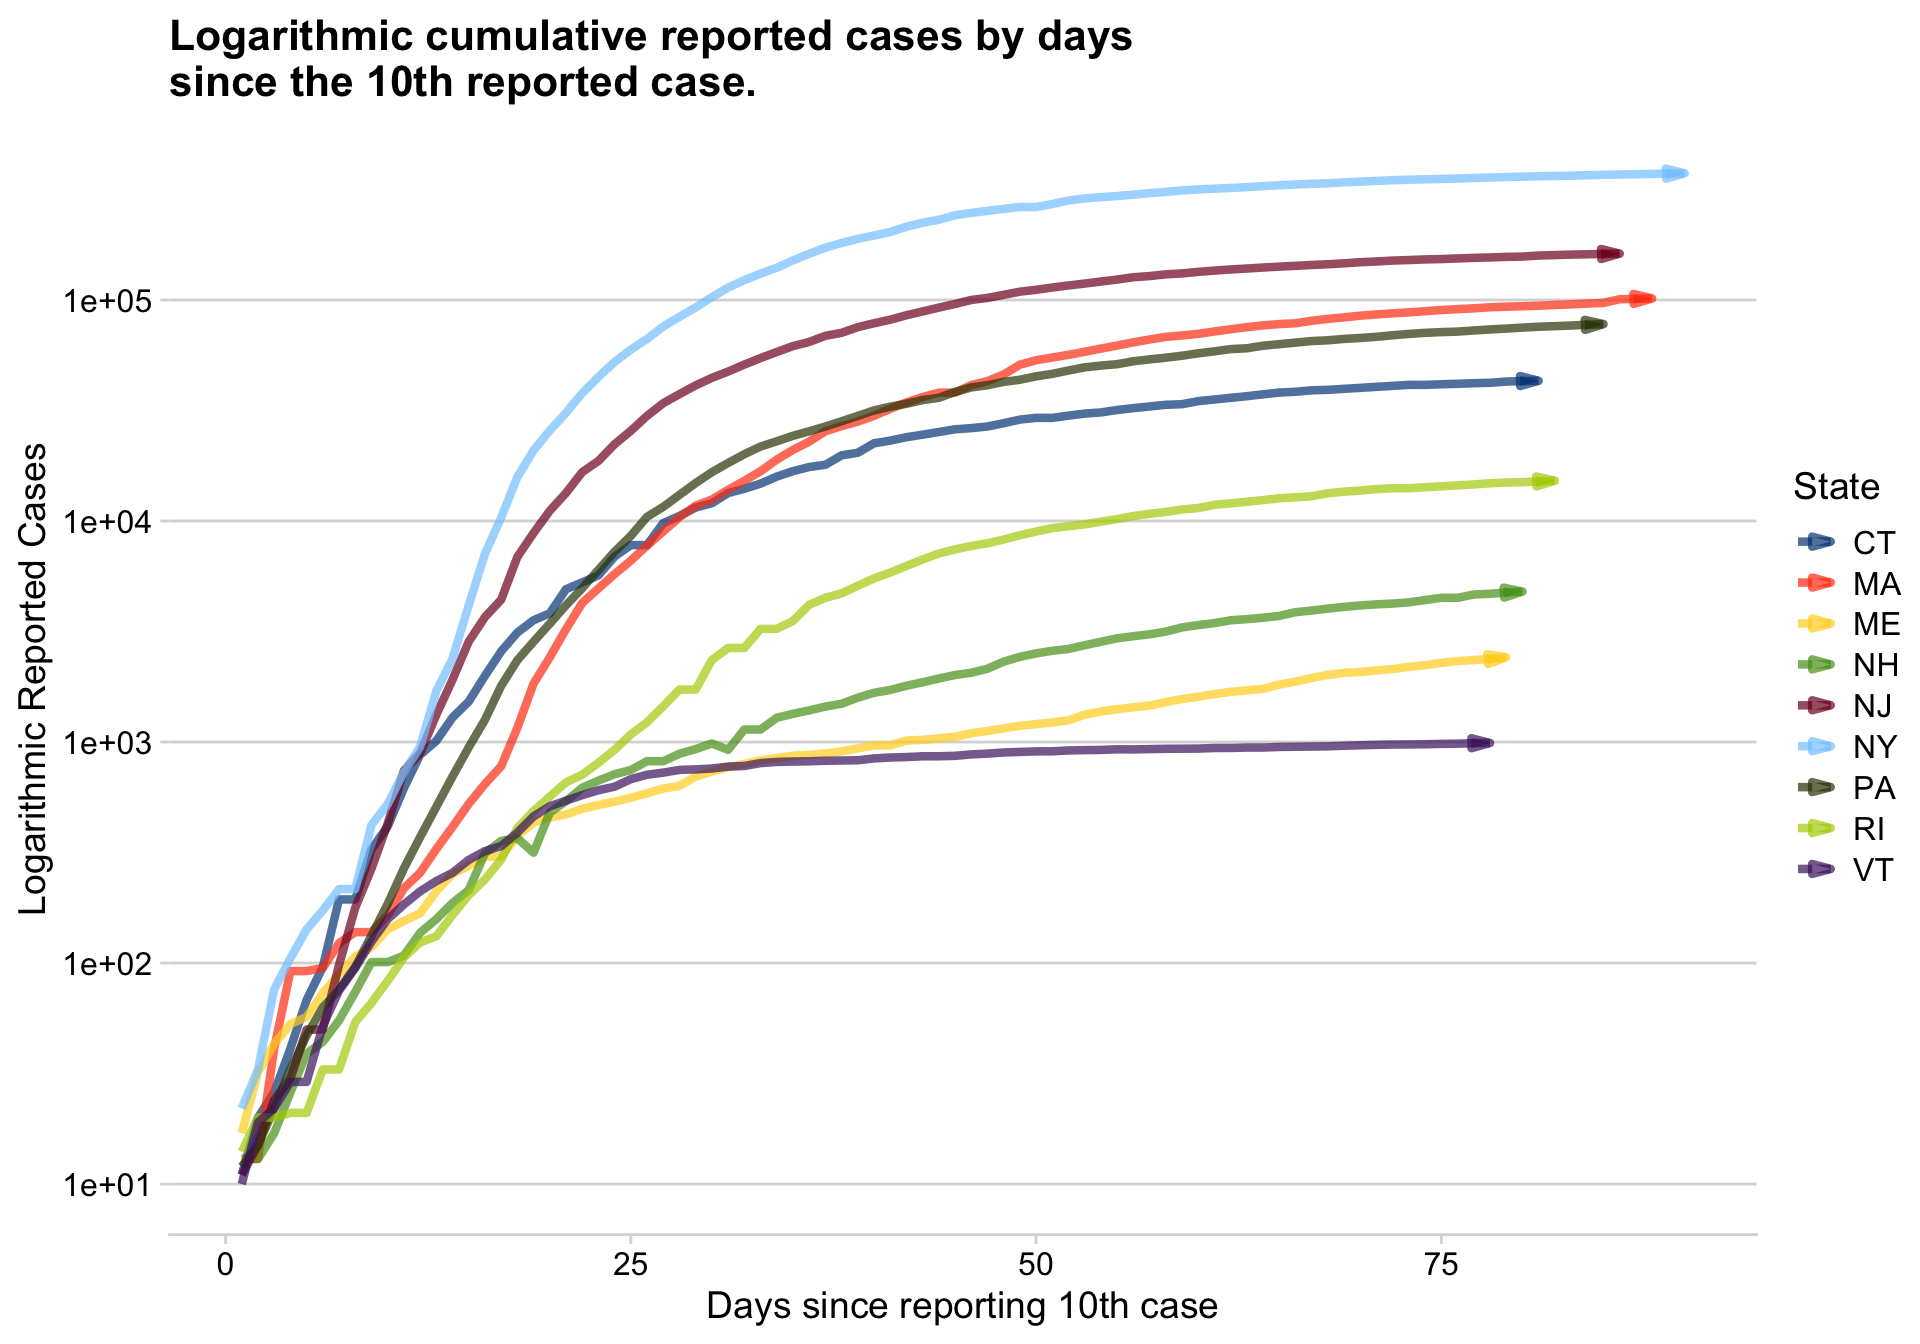 Logarithmic cumulative reported cases by days
since the 10th reported case.
Logarithmic Reported Cases
1e+05
1e+04
1e+03
1e+02
1e+01
0
25
50
75
Days since reporting 10th case
State
CT
MA
ME
NH
NJ
NY
PA
RI
VT